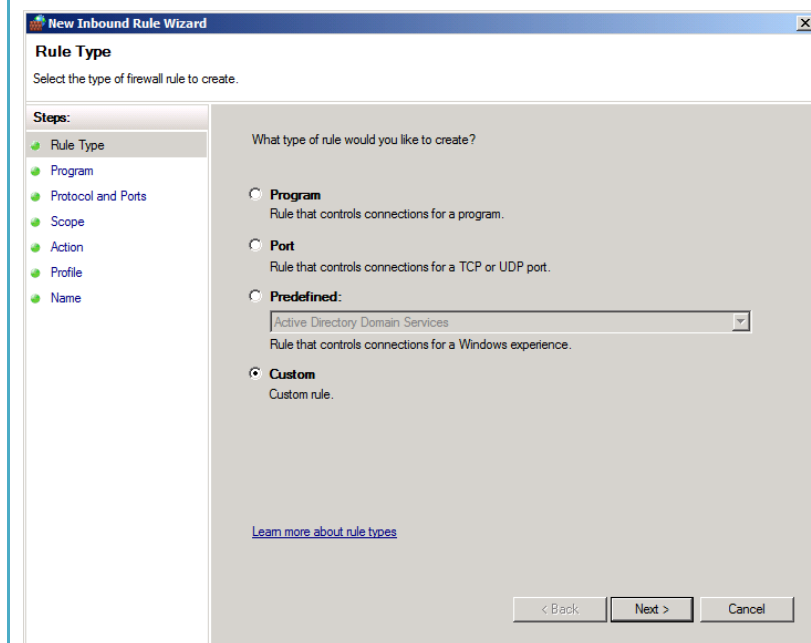 New Inbound Rule Wizard
Rule Type
Select the type of firewall rule to create.
Steps:
Rule Type
Program
Protocol and Ports
Scope
Action
Profile
Name
What type of rule would you like to create?
Program
Rule that controls connections for a program.
Port
Rule that controls connections for a TCP or UDP port.
Predefined:
Active Directory Domain Services
Rule that controls connections for a Windows experience.
Custom
Custom rule.
Learn more about rule types
< Back
Next >
Cancel